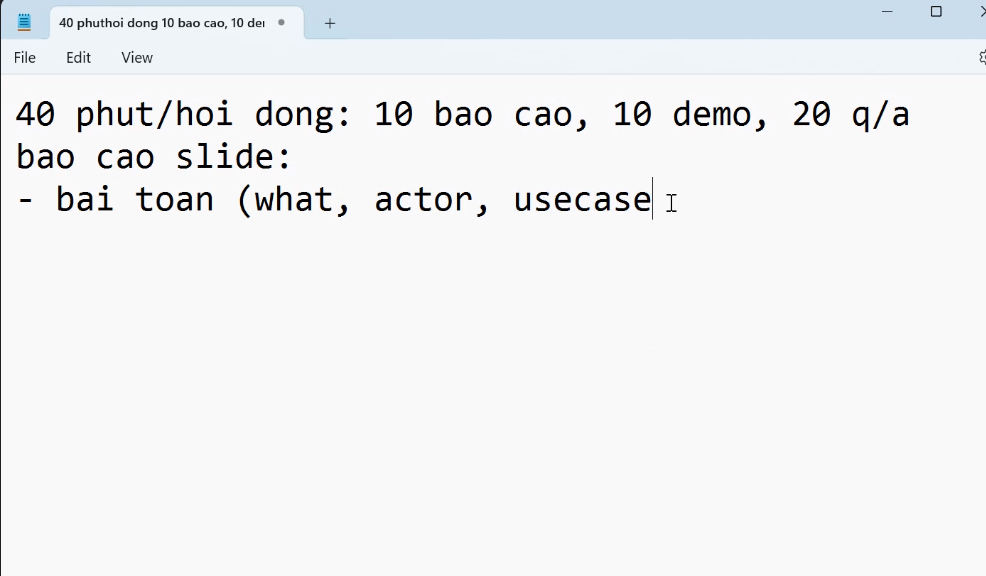 40 phuthoi dong 10 bao cao, 10 der
File Edit View
40 phut/hoi dong: 10 bao cao, 10 demo, 20 q/a
bao cao slide:
- bai toan (what, actor, usecase